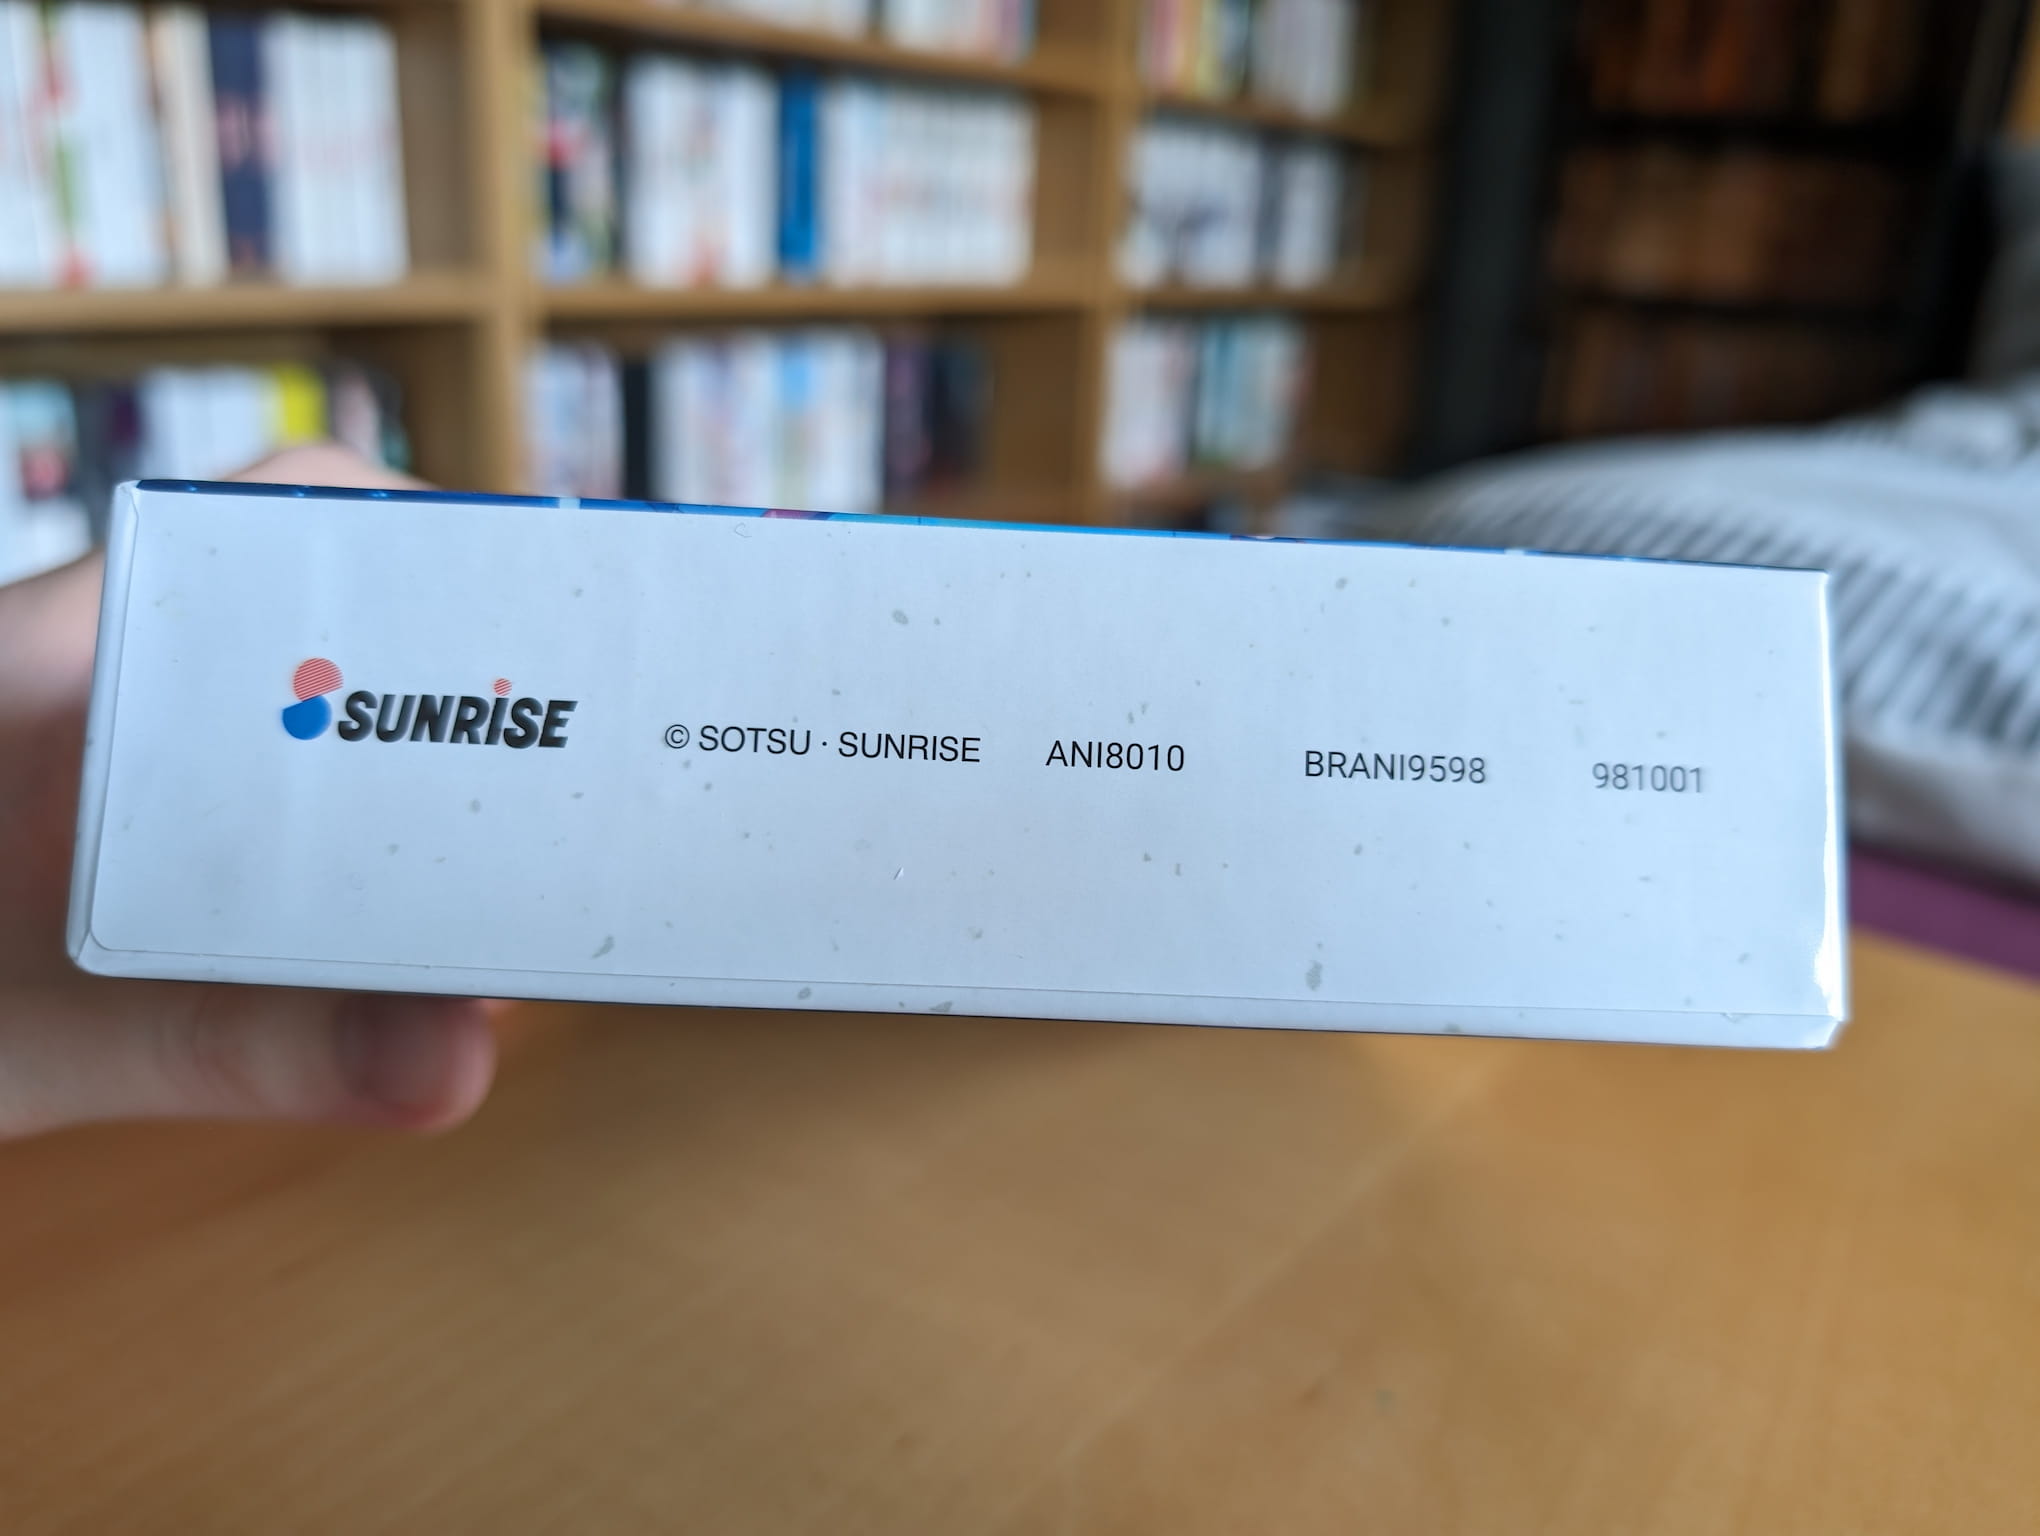 SUNRISE © SOTSU · SUNRISE ANI8010 BRANI9598 981001